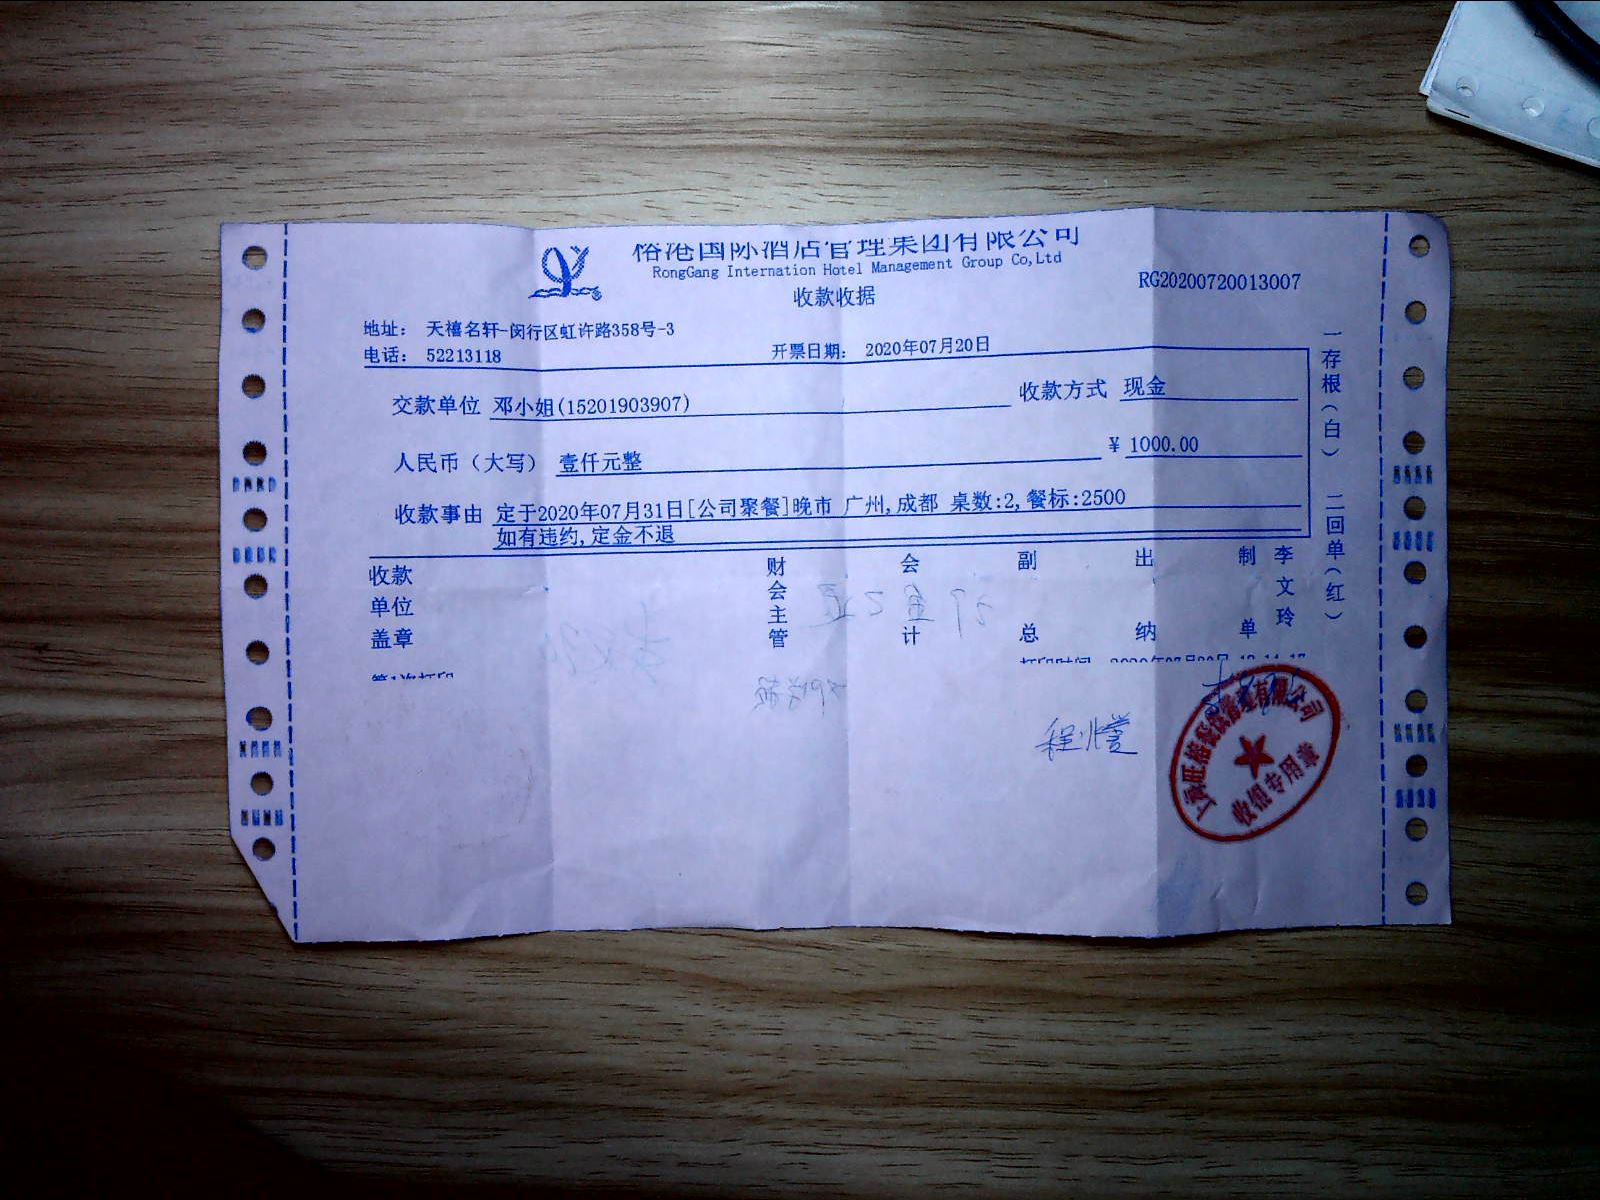 国际酒店管理集团有限公司
RongGang Internation Hotel Management Group Co,Ltd
收款收据
RG20200720013007
地址： 天禧名轩-闵行区虹许路358号-3
电话： 52213118
开票日期： 2020年07月20日
交款单位 邓小姐(15201903907)
收款方式 现金
人民币（大写） 壹仟元整
¥ 1000.00
收款事由 定于2020年07月31日[公司聚餐]晚市 广州,成都 桌数:2,餐标:2500
如有违约,定金不退
一存根（白） 二回单（红）
收款单位盖章
财会主管
会计
副总
出纳
制单
李文玲
收银专用章